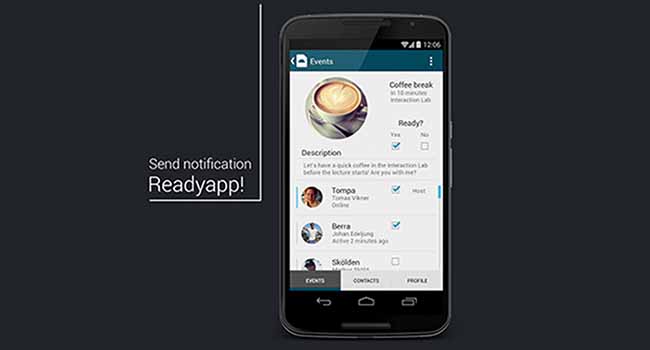 12:06
Events
Coffee break
In 10 minutes
Interaction Lab
Ready?
Yes No
Description
Let's have a quick coffee in the Interaction Lab
before the lecture starts! Are you with me?
Send notification
Readyapp!
Tompa
Host
Tomas Vikner
Online
Berra
Johan Edeljung
Active 2 minutes ago
Skölden
EVENTS CONTACTS PROFILE